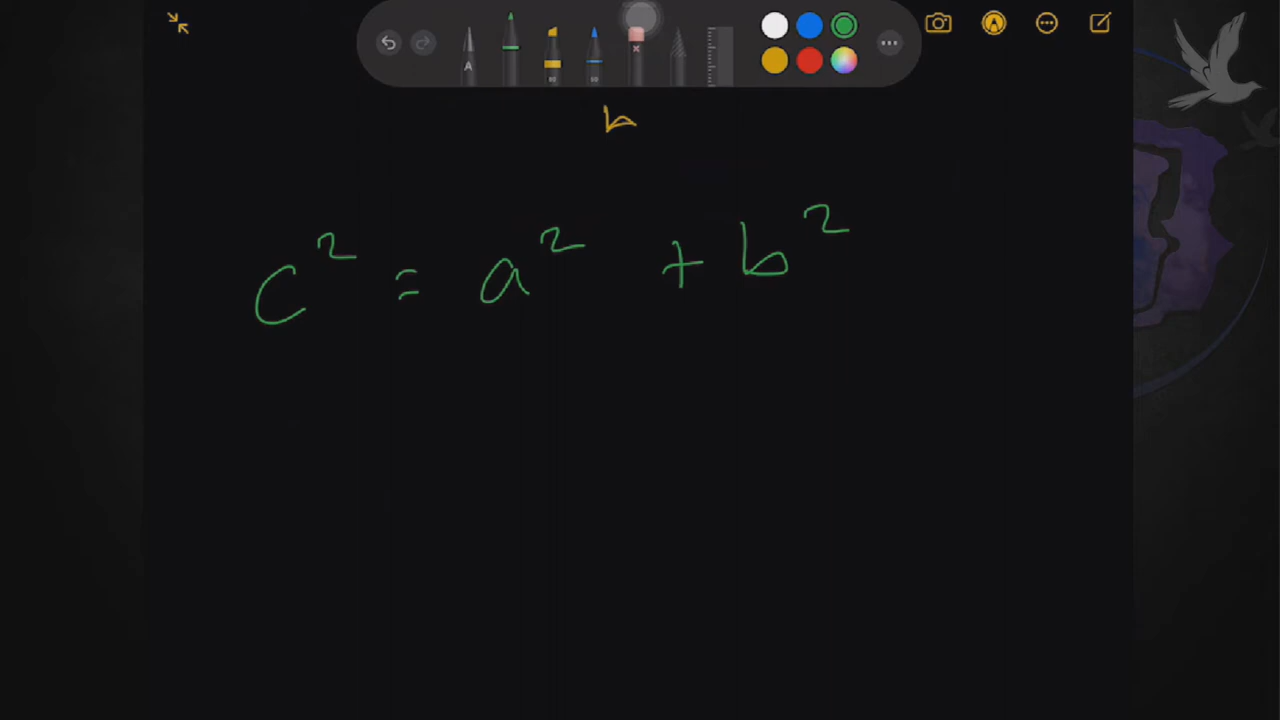 b
c² = a² + b²